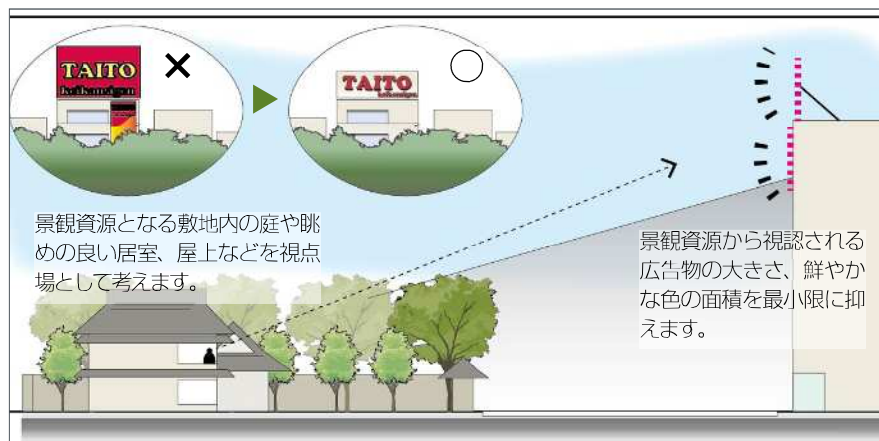 TAITO
keikansigen
×
TAITO
keikansigen
○
景観資源となる敷地内の庭や眺
めの良い居室、屋上などを視点
場として考えます。
景観資源から視認される
広告物の大きさ、鮮やか
な色の面積を最小限に抑
えます。